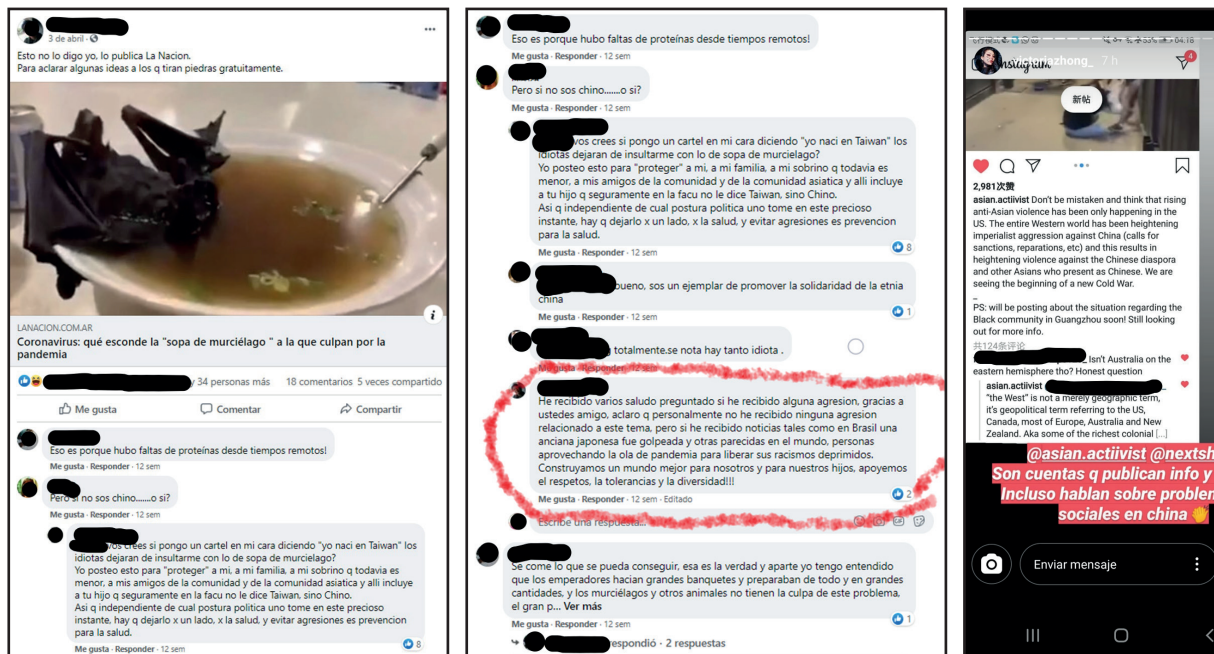 3 de abril ·
Esto no lo digo yo, lo publica La Nacion.
Para aclarar algunas ideas a los q tiran piedras gratuitamente.
LANACION.COM.AR
Coronavirus: qué esconde la "sopa de murciélago " a la que culpan por la
pandemia
y 34 personas más 18 comentarios 5 veces compartido
Me gusta Comentar Compartir
Eso es porque hubo faltas de proteínas desde tiempos remotos!
Me gusta · Responder · 12 sem
Pero si no sos chino.......o si?
Me gusta · Responder · 12 sem
vos crees si pongo un cartel en mi cara diciendo "yo naci en Taiwan" los
idiotas dejaran de insultarme con lo de sopa de murcielago?
Yo posteo esto para "proteger" a mi, a mi familia, a mi sobrino q todavia es
menor, a mis amigos de la comunidad y de la comunidad asiatica y alli incluye
a tu hijo q seguramente en la facu no le dice Taiwan, sino Chino.
Asi q independiente de cual postura politica uno tome en este precioso
instante, hay q dejarlo x un lado, x la salud, y evitar agresiones es prevencion
para la salud.
8
Me gusta · Responder · 12 sem
Eso es porque hubo faltas de proteínas desde tiempos remotos!
Me gusta · Responder · 12 sem
Pero si no sos chino.......o si?
Me gusta · Responder · 12 sem
vos crees si pongo un cartel en mi cara diciendo "yo naci en Taiwan" los
idiotas dejaran de insultarme con lo de sopa de murcielago?
Yo posteo esto para "proteger" a mi, a mi familia, a mi sobrino q todavia es
menor, a mis amigos de la comunidad y de la comunidad asiatica y alli incluye
a tu hijo q seguramente en la facu no le dice Taiwan, sino Chino.
Asi q independiente de cual postura politica uno tome en este precioso
instante, hay q dejarlo x un lado, x la salud, y evitar agresiones es prevencion
para la salud.
8
Me gusta · Responder · 12 sem
bueno, sos un ejemplar de promover la solidaridad de la etnia
china
1
Me gusta · Responder · 12 sem
totalmente.se nota hay tanto idiota .
Me gusta · Responder · 12 sem
He recibido varios saludo preguntado si he recibido alguna agresion, gracias a
ustedes amigo, aclaro q personalmente no he recibido ninguna agresion
relacionado a este tema, pero si he recibido noticias tales como en Brasil una
anciana japonesa fue golpeada y otras parecidas en el mundo, personas
aprovechando la ola de pandemia para liberar sus racismos deprimidos.
Construyamos un mundo mejor para nosotros y para nuestros hijos, apoyemos
el respetos, la tolerancias y la diversidad!!!
2
Me gusta · Responder · 12 sem · Editado
Escribe una respuesta...
Se come lo que se pueda conseguir, esa es la verdad y aparte yo tengo entendido
que los emperadores hacian grandes banquetes y preparaban de todo y en grandes
cantidades, y los murciélagos y otros animales no tienen la culpa de este problema,
el gran p... Ver más
1
Me gusta · Responder · 12 sem
respondió · 2 respuestas
53% 04:18
Instagram
victoriazhong_ 7 h
4
新帖
2,981次赞
asian.actiivist Don't be mistaken and think that rising
anti-Asian violence has been only happening in the
US. The entire Western world has been heightening
imperialist aggression against China (calls for
sanctions, reparations, etc) and this results in
heightening violence against the Chinese diaspora
and other Asians who present as Chinese. We are
seeing the beginning of a new Cold War.
_
PS: will be posting about the situation regarding the
Black community in Guangzhou soon! Still looking
out for more info.
共124条评论
Isn't Australia on the
eastern hemisphere tho? Honest question
asian.activist
"the West" is not a merely geographic term,
it's geopolitical term referring to the US,
Canada, most of Europe, Australia and New
Zealand. Aka some of the richest colonial [...]
@asian.actiivist @nextsh
Son cuentas q publican info y
Incluso hablan sobre problem
sociales en china
Enviar mensaje